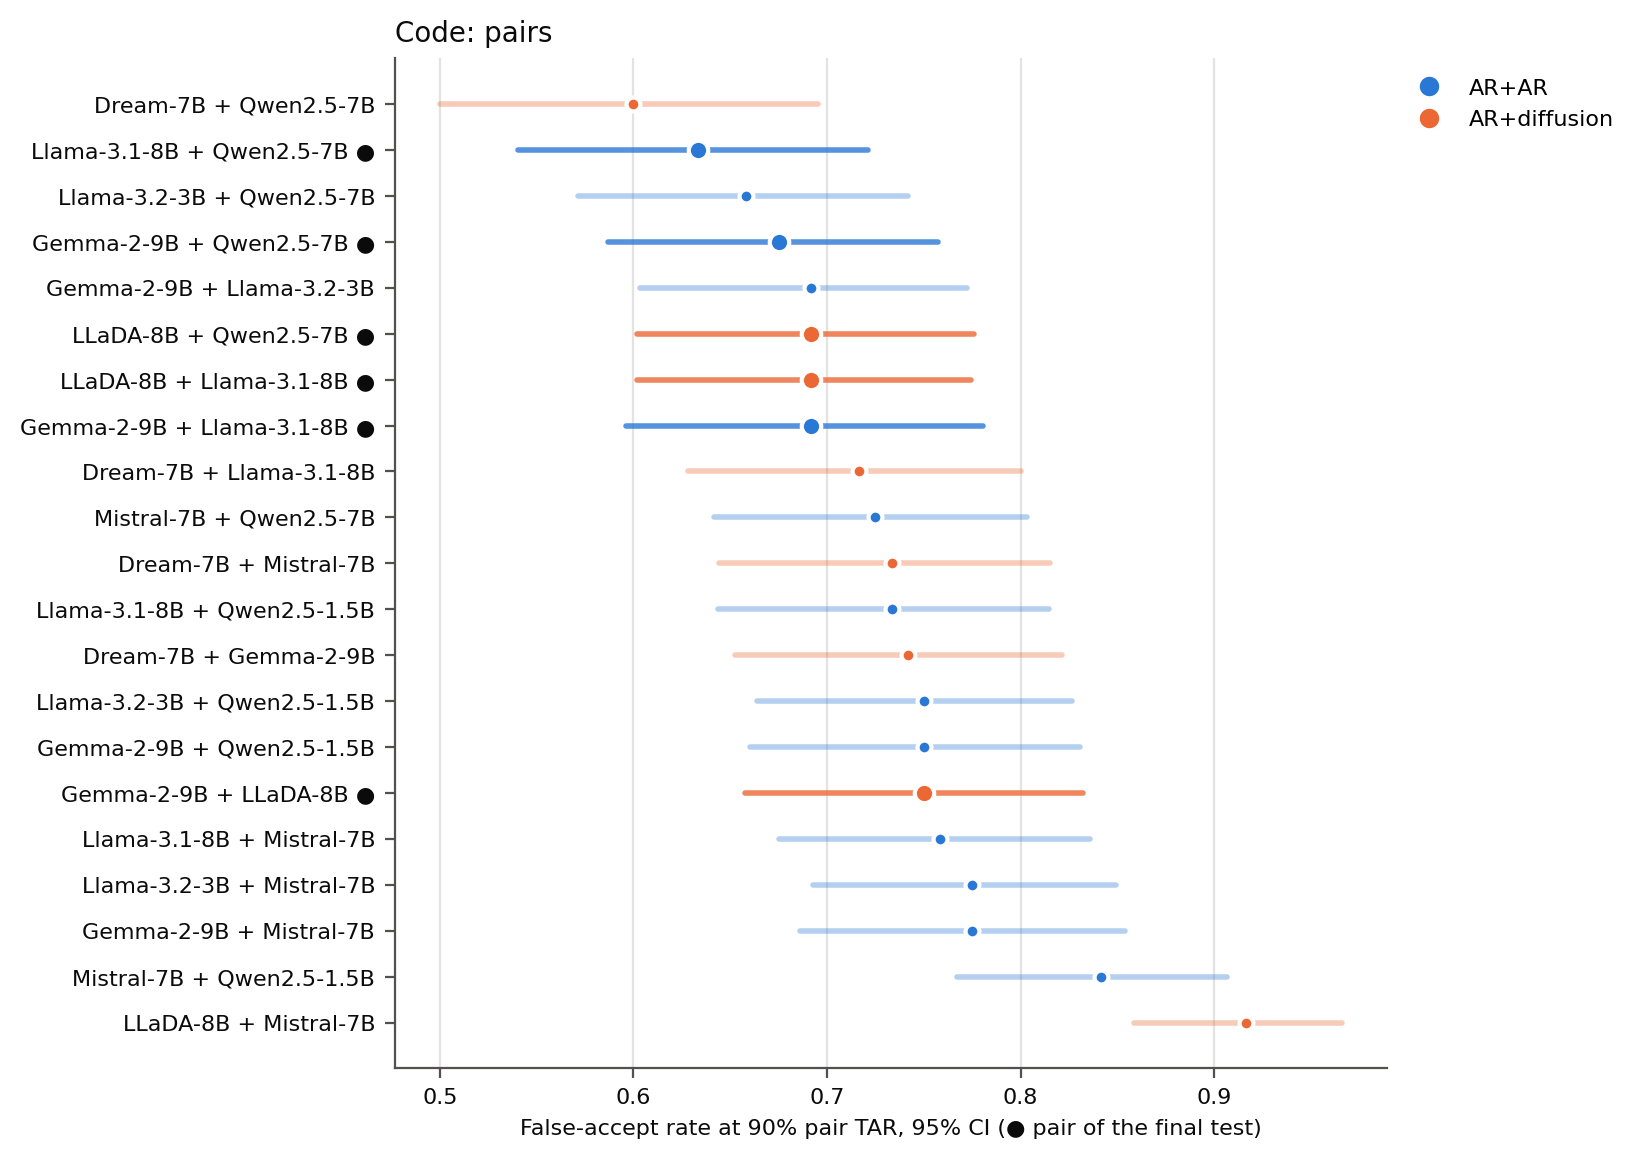 Code: pairs
AR+AR
AR+diffusion
Dream-7B + Qwen2.5-7B
Llama-3.1-8B + Qwen2.5-7B ●
Llama-3.2-3B + Qwen2.5-7B
Gemma-2-9B + Qwen2.5-7B ●
Gemma-2-9B + Llama-3.2-3B
LLaDA-8B + Qwen2.5-7B ●
LLaDA-8B + Llama-3.1-8B ●
Gemma-2-9B + Llama-3.1-8B ●
Dream-7B + Llama-3.1-8B
Mistral-7B + Qwen2.5-7B
Dream-7B + Mistral-7B
Llama-3.1-8B + Qwen2.5-1.5B
Dream-7B + Gemma-2-9B
Llama-3.2-3B + Qwen2.5-1.5B
Gemma-2-9B + Qwen2.5-1.5B
Gemma-2-9B + LLaDA-8B ●
Llama-3.1-8B + Mistral-7B
Llama-3.2-3B + Mistral-7B
Gemma-2-9B + Mistral-7B
Mistral-7B + Qwen2.5-1.5B
LLaDA-8B + Mistral-7B
0.5 0.6 0.7 0.8 0.9
False-accept rate at 90% pair TAR, 95% CI (● pair of the final test)